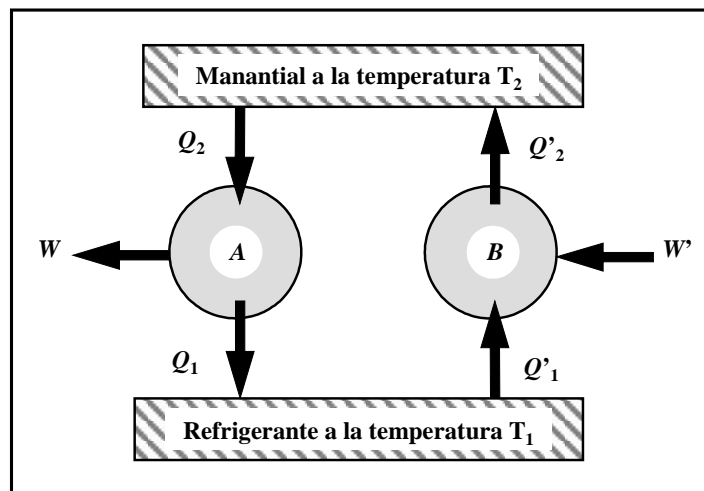 Manantial a la temperatura T₂
Q₂
Q’₂
W
A
B
W’
Q₁
Q’₁
Refrigerante a la temperatura T₁